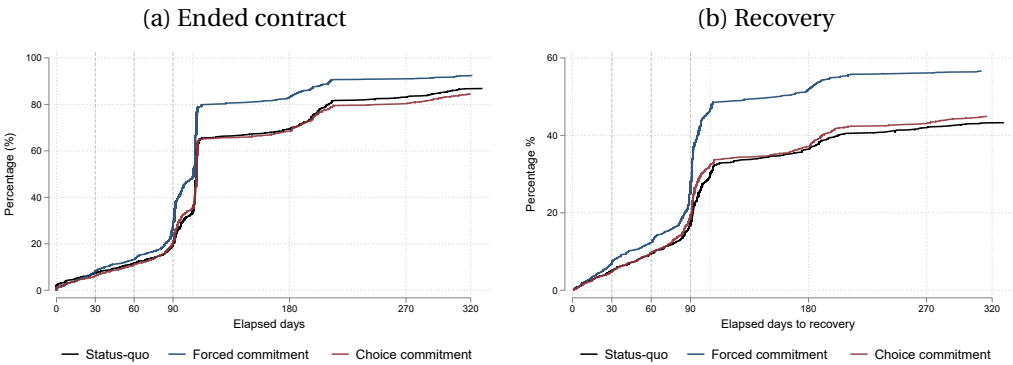 (a) Ended contract
Percentage (%)
100
80
60
40
20
0
0 30 60 90 180 270 320
Elapsed days
Status-quo Forced commitment Choice commitment
(b) Recovery
Percentage %
60
40
20
0
0 30 60 90 180 270 320
Elapsed days to recovery
Status-quo Forced commitment Choice commitment